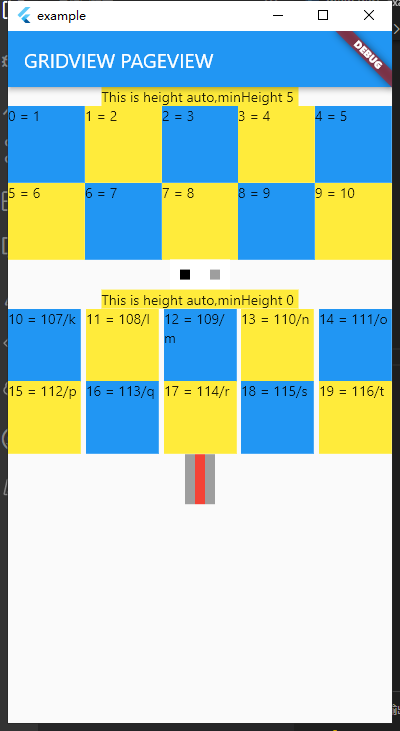 example
GRIDVIEW PAGEVIEW
DEBUG
This is height auto,minHeight 5
0 = 1
1 = 2
2 = 3
3 = 4
4 = 5
5 = 6
6 = 7
7 = 8
8 = 9
9 = 10
This is height auto,minHeight 0
10 = 107/k
11 = 108/l
12 = 109/
m
13 = 110/n
14 = 111/o
15 = 112/p
16 = 113/q
17 = 114/r
18 = 115/s
19 = 116/t